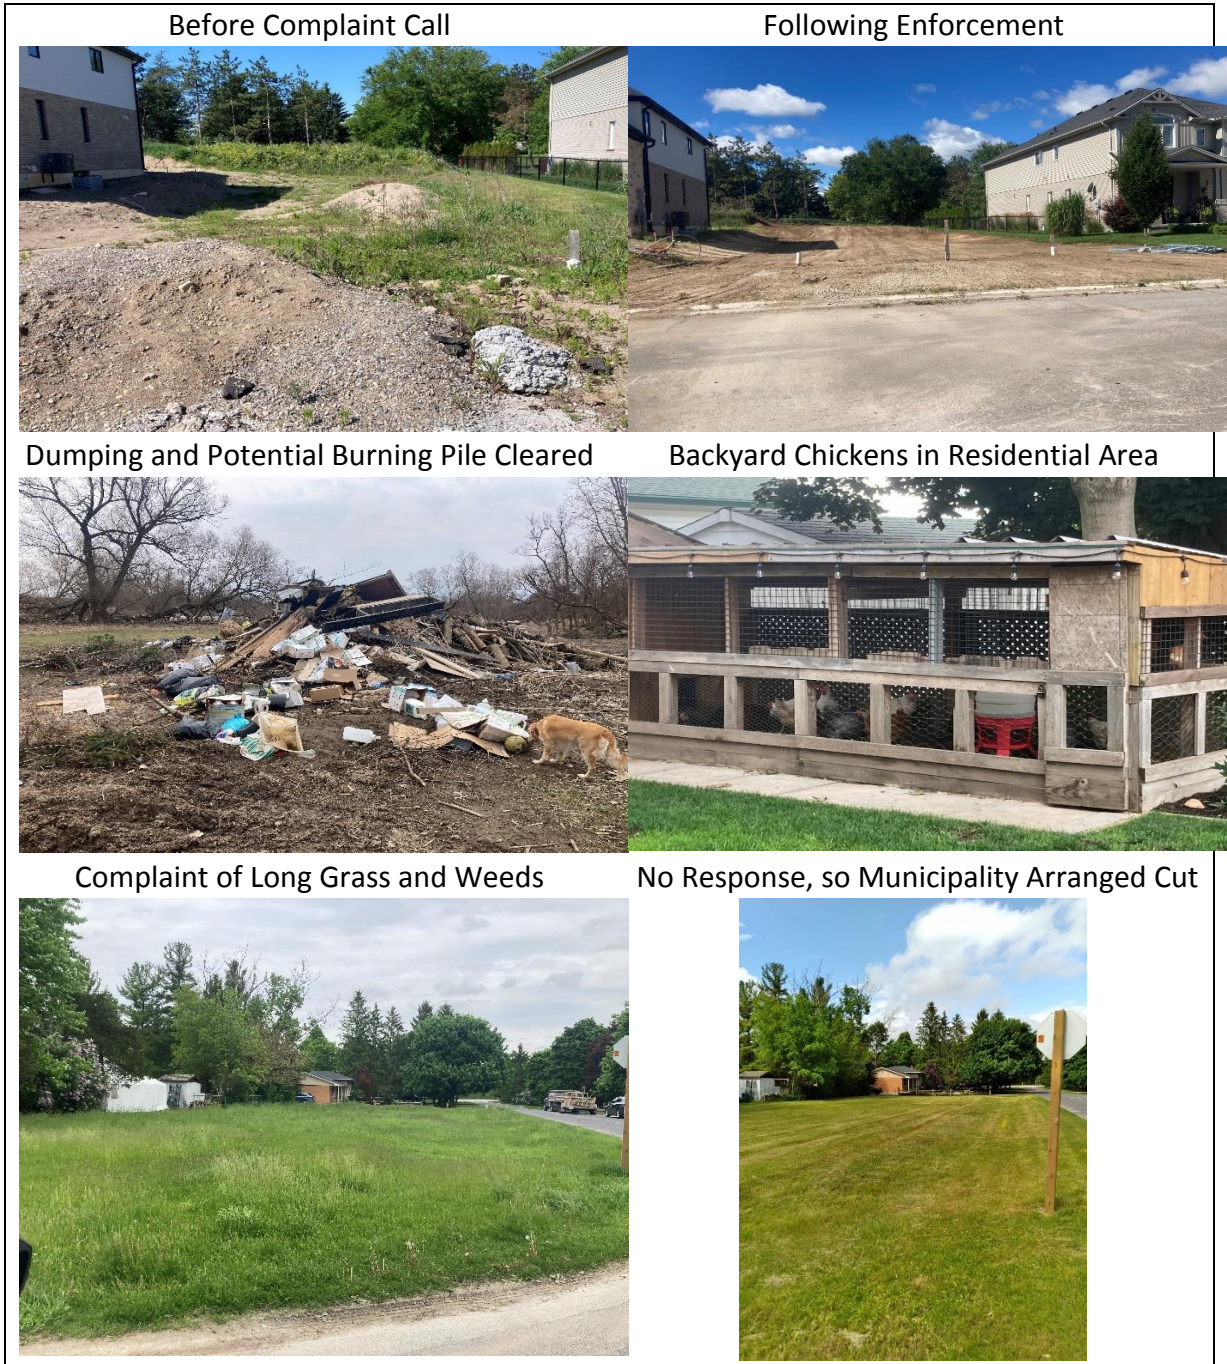 Before Complaint Call
Following Enforcement
Dumping and Potential Burning Pile Cleared
Backyard Chickens in Residential Area
Complaint of Long Grass and Weeds
No Response, so Municipality Arranged Cut